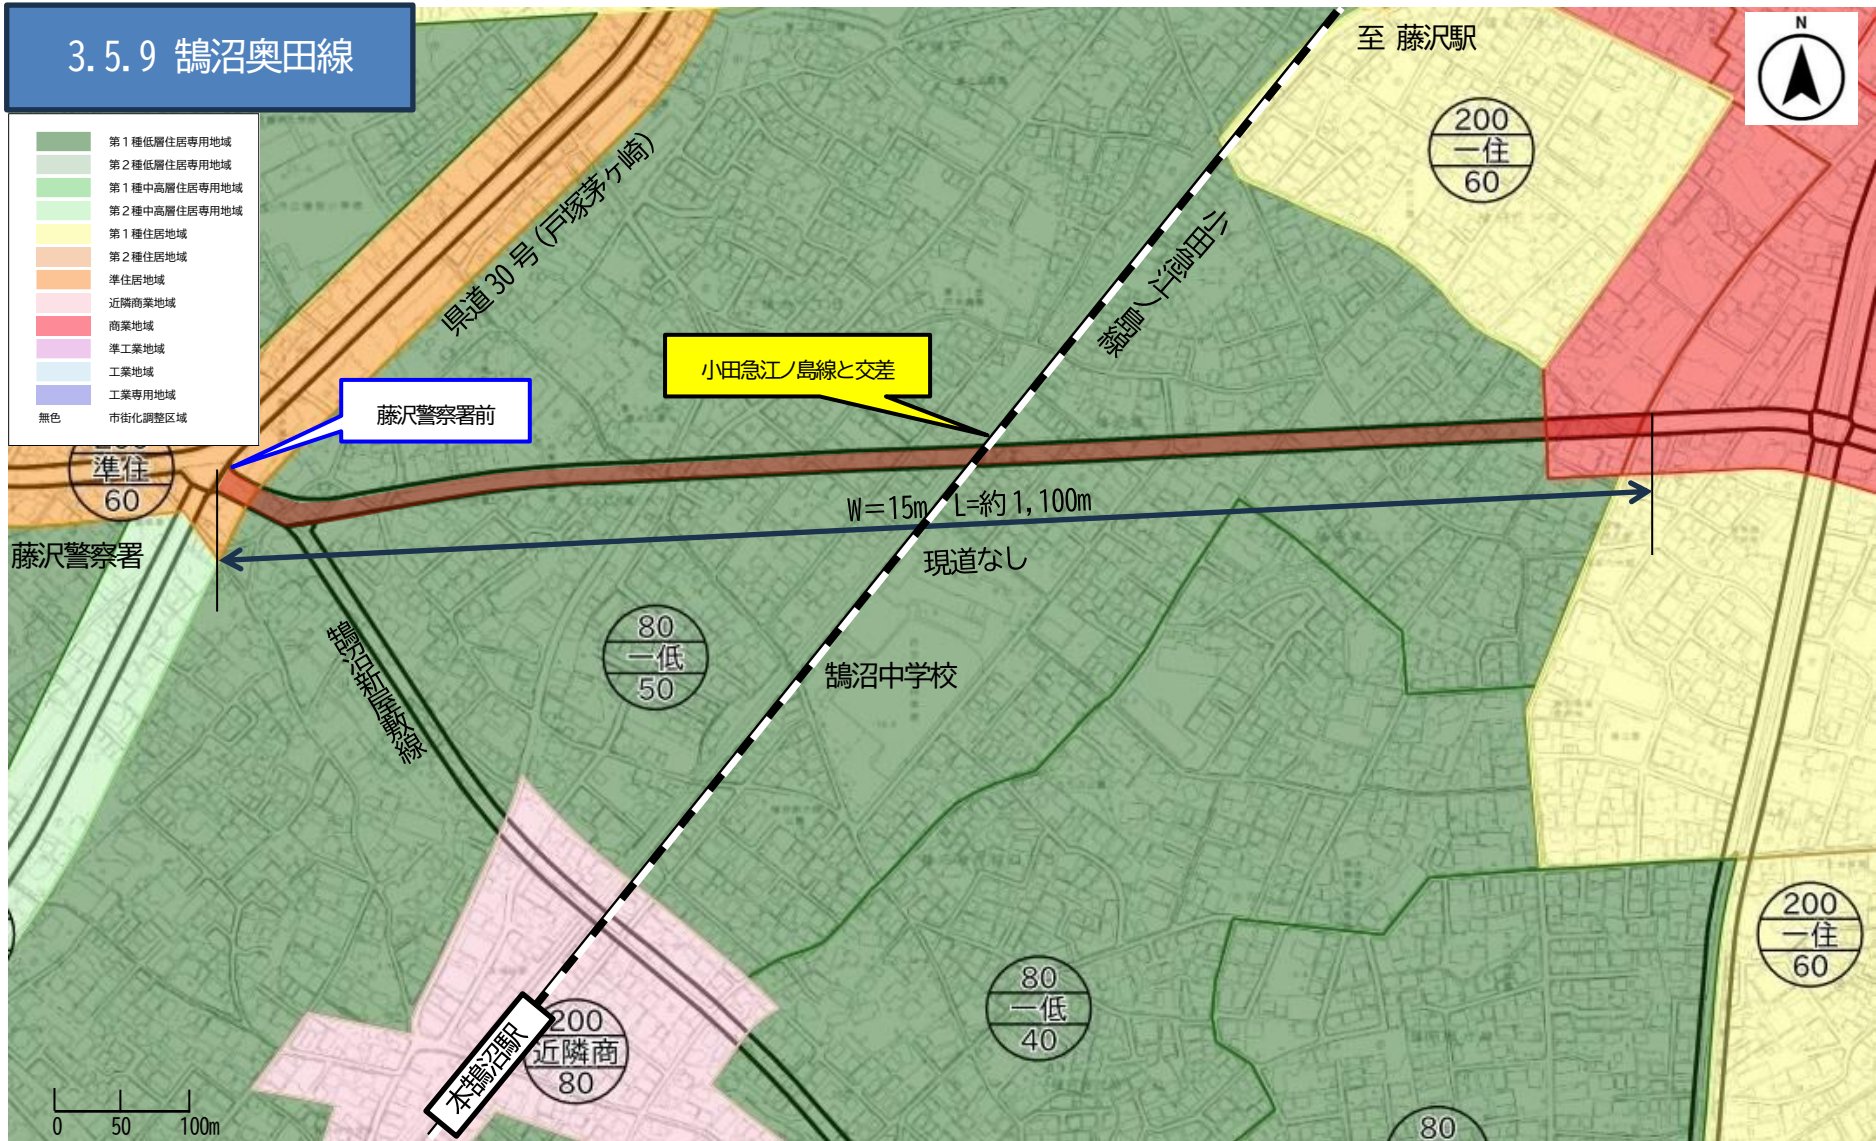 3.5.9 鵠沼奥田線
至 藤沢駅
N
第1種低層住居専用地域
第2種低層住居専用地域
第1種中高層住居専用地域
第2種中高層住居専用地域
第1種住居地域
第2種住居地域
準住居地域
近隣商業地域
商業地域
準工業地域
工業地域
工業専用地域
無色 市街化調整区域
200
一住
60
県道30号(戸塚茅ケ崎)
小田急江ノ島線
小田急江ノ島線と交差
藤沢警察署前
200
準住
60
W=15m L=約1,100m
藤沢警察署
現道なし
80
一低
50
鵠沼新屋敷線
鵠沼中学校
200
一住
60
80
一低
40
200
近隣商
80
本鵠沼駅
80
0 50 100m